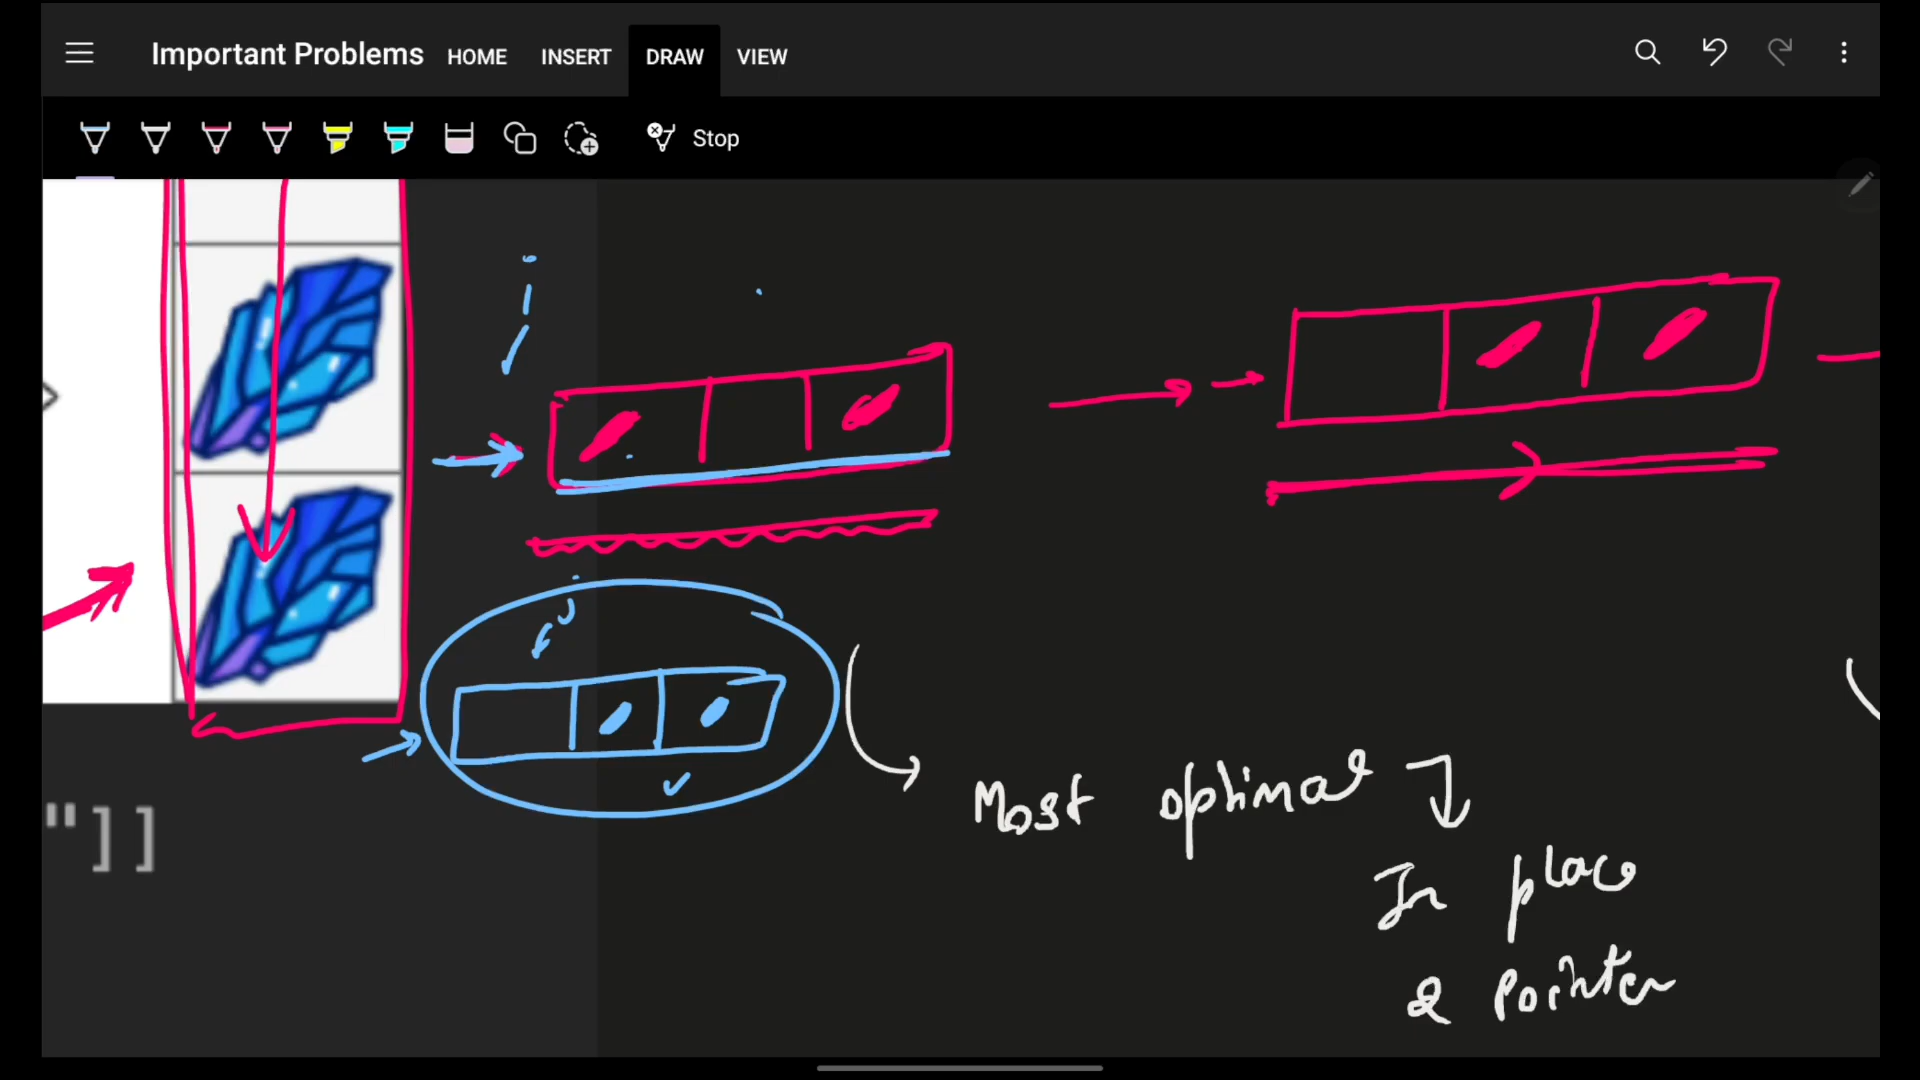 Important Problems HOME INSERT DRAW VIEW
Stop
i
j
"]]
Most optimal
In place
2 Pointer